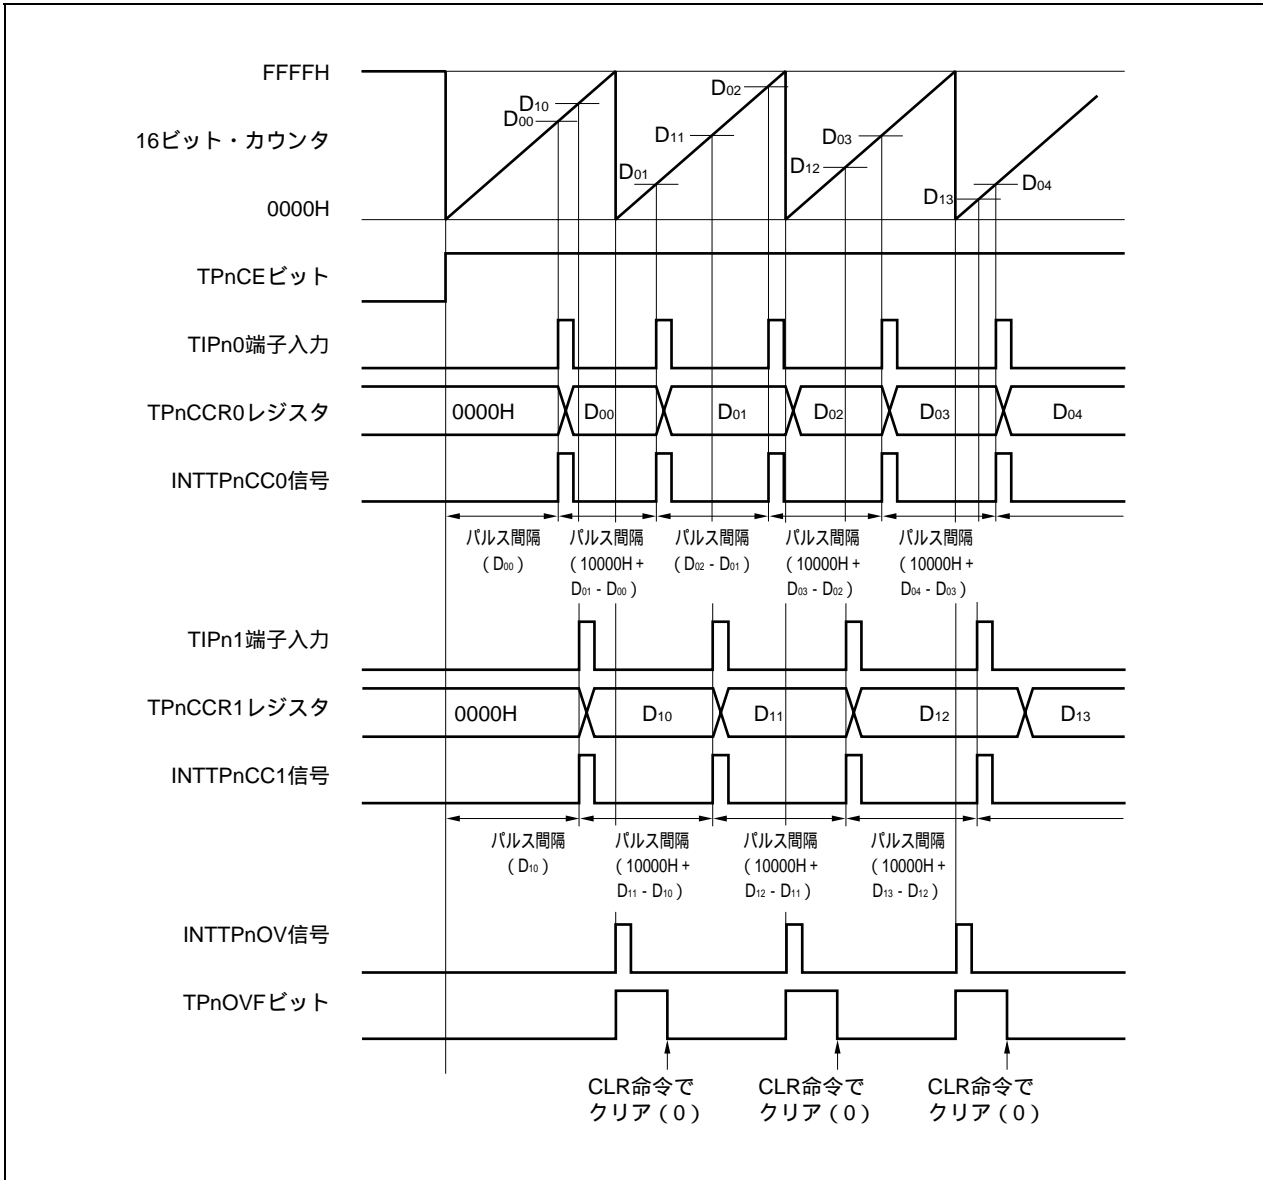 FFFFH
16ビット・カウンタ
0000H
D10
D00
D01
D11
D02
D12
D03
D13
D04
TPnCEビット
TIPn0端子入力
TPnCCR0レジスタ
0000H D00 D01 D02 D03 D04
INTTPnCC0信号
パルス間隔
（D00）
パルス間隔
（10000H +
D01 - D00）
パルス間隔
（D02 - D01）
パルス間隔
（10000H +
D03 - D02）
パルス間隔
（10000H +
D04 - D03）
TIPn1端子入力
TPnCCR1レジスタ
0000H D10 D11 D12 D13
INTTPnCC1信号
パルス間隔
（D10）
パルス間隔
（10000H +
D11 - D10）
パルス間隔
（10000H +
D12 - D11）
パルス間隔
（10000H +
D13 - D12）
INTTPnOV信号
TPnOVFビット
CLR命令で
クリア（0）
CLR命令で
クリア（0）
CLR命令で
クリア（0）